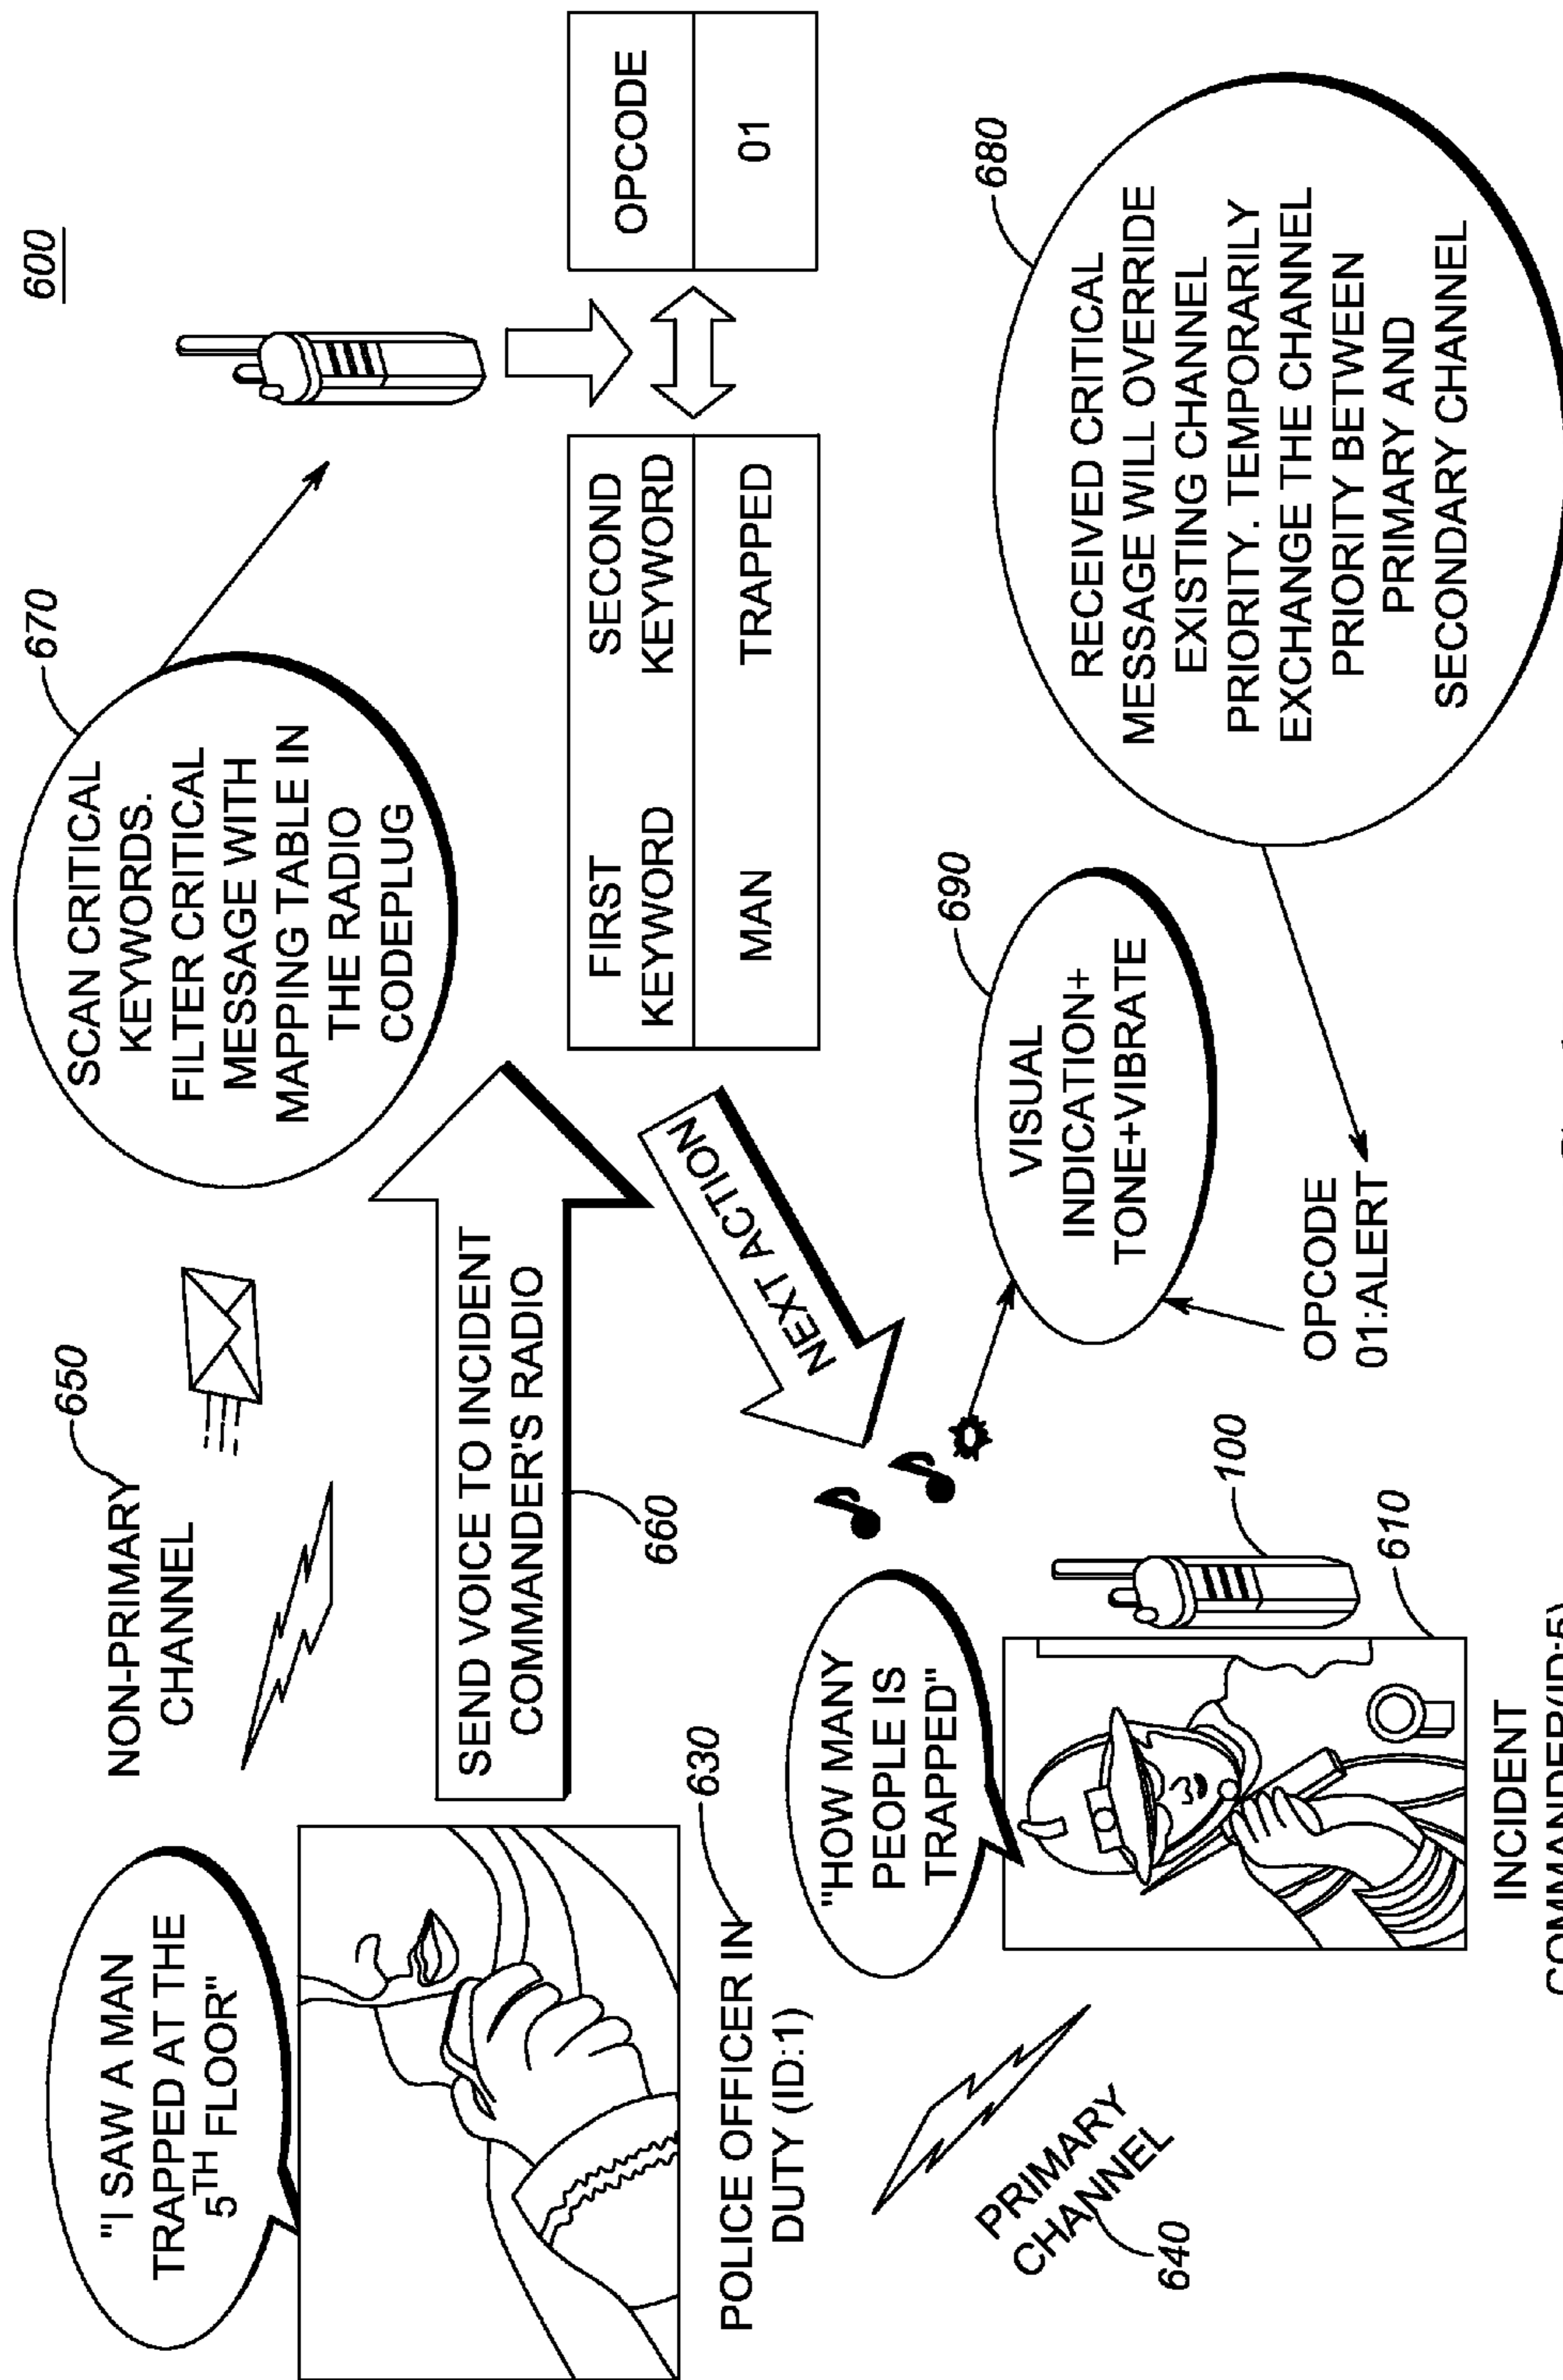 600
"I SAW A MAN
TRAPPED AT THE
5TH FLOOR"
POLICE OFFICER IN
DUTY (ID:1)
630
NON-PRIMARY
CHANNEL
650
SEND VOICE TO INCIDENT
COMMANDER'S RADIO
660
SCAN CRITICAL
KEYWORDS.
FILTER CRITICAL
MESSAGE WITH
MAPPING TABLE IN
THE RADIO
CODEPLUG
670
FIRST
KEYWORD
SECOND
KEYWORD
MAN
TRAPPED
OPCODE
01
NEXT ACTION
PRIMARY
CHANNEL
640
"HOW MANY
PEOPLE IS
TRAPPED"
100
610
INCIDENT
COMMANDER(ID:5)
VISUAL
INDICATION+
TONE+VIBRATE
690
OPCODE
01:ALERT
RECEIVED CRITICAL
MESSAGE WILL OVERRIDE
EXISTING CHANNEL
PRIORITY. TEMPORARILY
EXCHANGE THE CHANNEL
PRIORITY BETWEEN
PRIMARY AND
SECONDARY CHANNEL
680